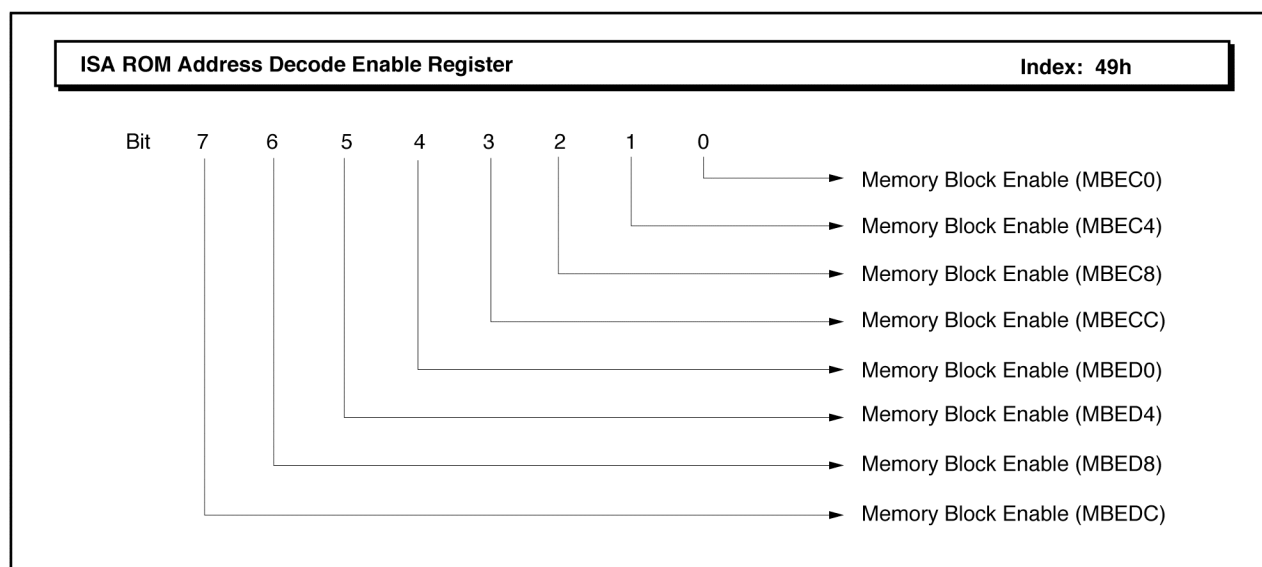 ISA ROM Address Decode Enable Register Index: 49h
Bit 7 6 5 4 3 2 1 0
Memory Block Enable (MBEC0)
Memory Block Enable (MBEC4)
Memory Block Enable (MBEC8)
Memory Block Enable (MBECC)
Memory Block Enable (MBED0)
Memory Block Enable (MBED4)
Memory Block Enable (MBED8)
Memory Block Enable (MBEDC)